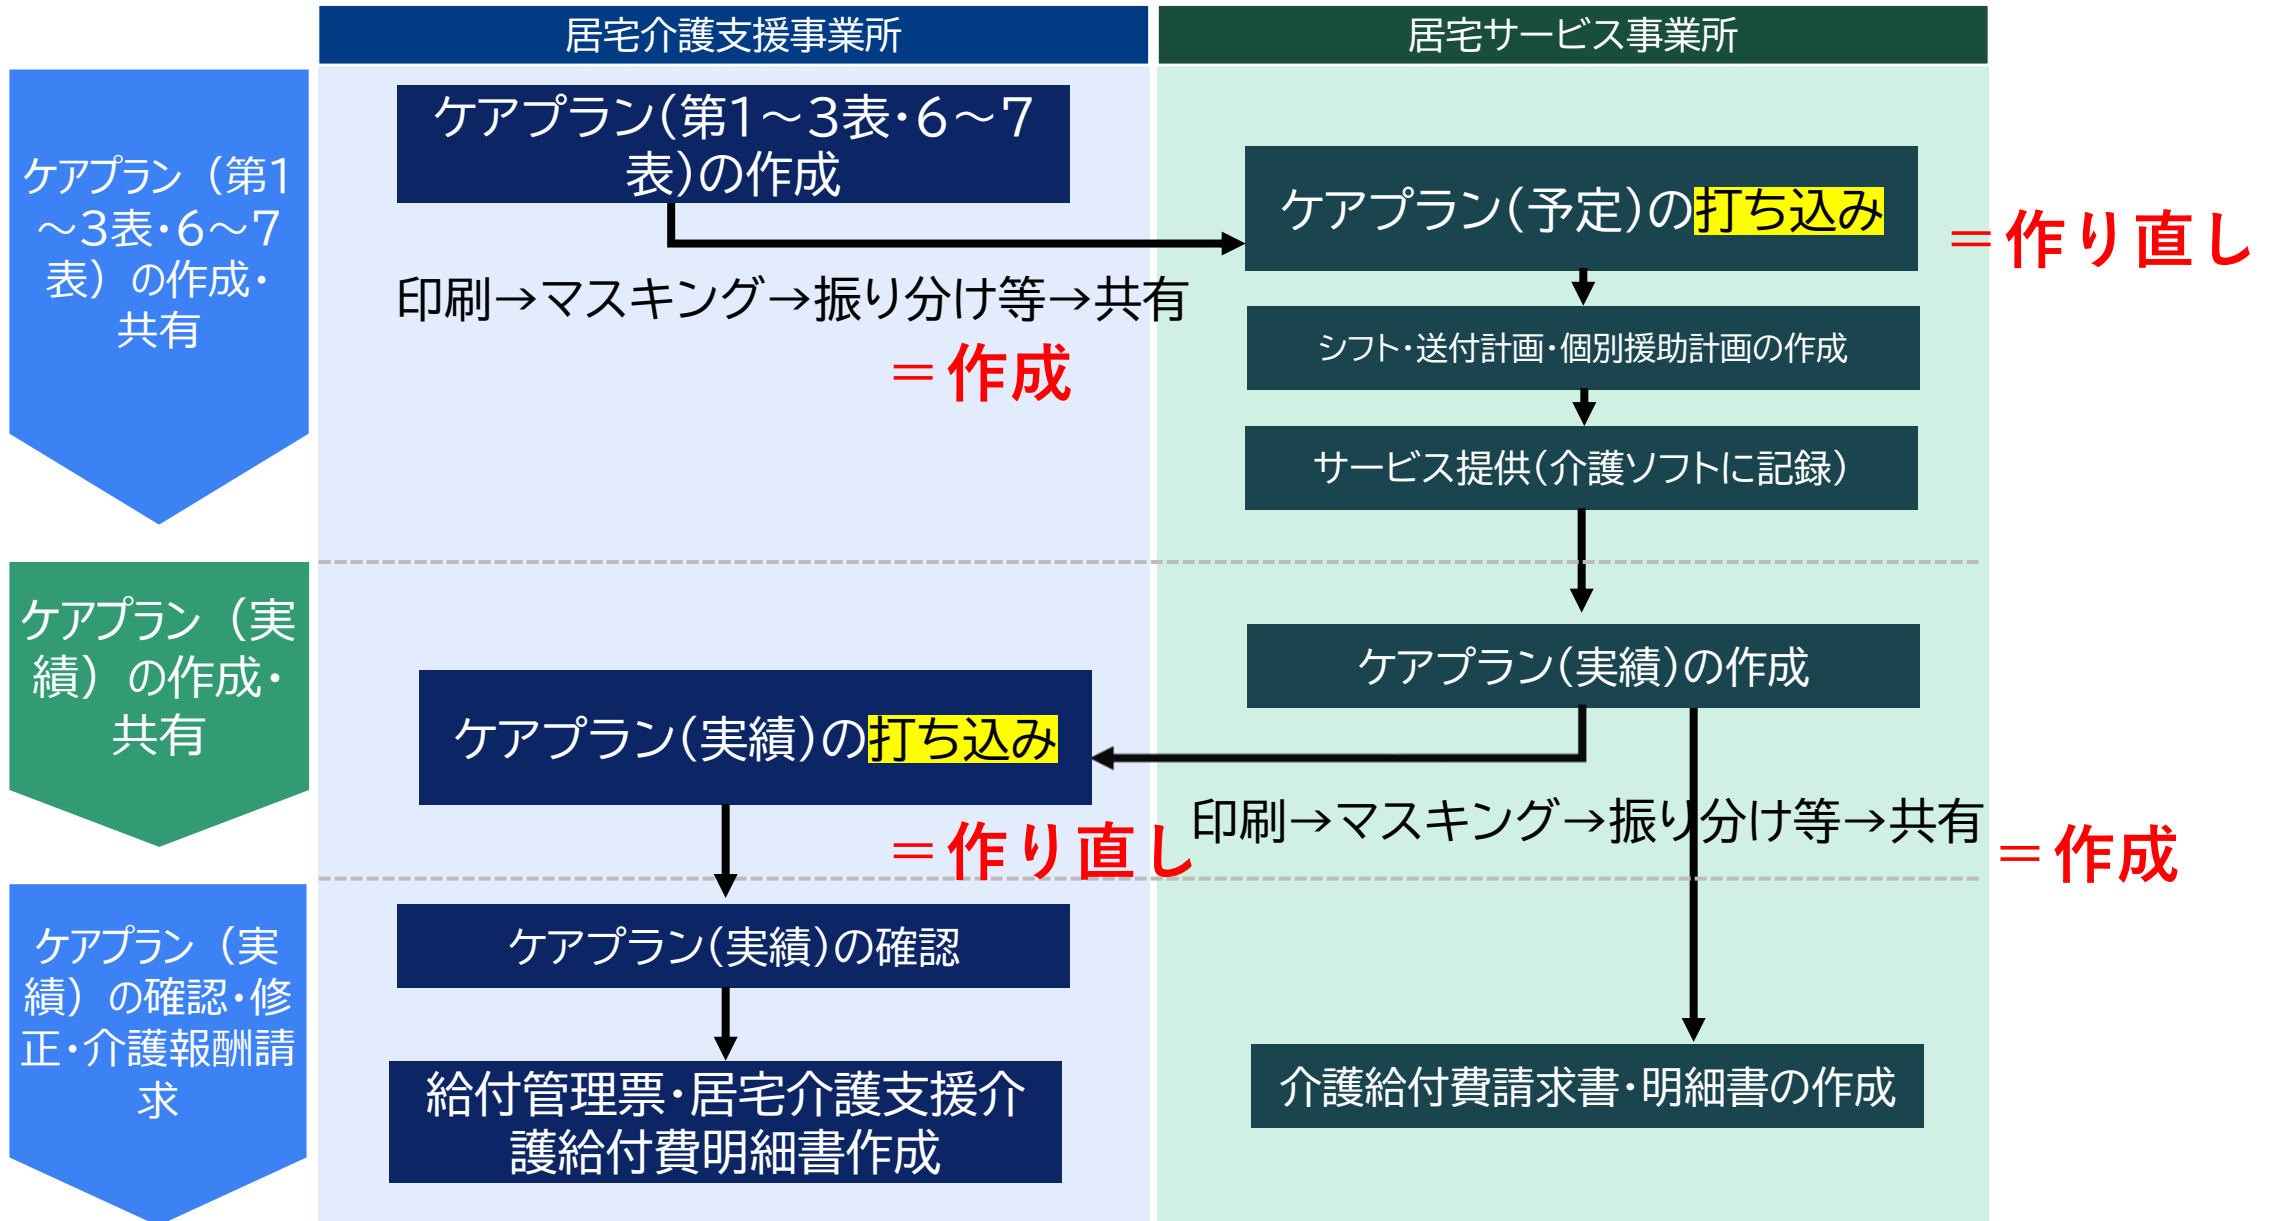 居宅介護支援事業所
居宅サービス事業所
ケアプラン（第１
～３表・６～７
表）の作成・
共有
ケアプラン（第１～３表・６～７
表）の作成
印刷→マスキング→振り分け等→共有
＝作成
ケアプラン（予定）の打ち込み
＝作り直し
シフト・送付計画・個別援助計画の作成
サービス提供（介護ソフトに記録）
ケアプラン（実
績）の作成・
共有
ケアプラン（実績）の作成
ケアプラン（実績）の打ち込み
＝作り直し
印刷→マスキング→振り分け等→共有
＝作成
ケアプラン（実
績）の確認・修
正・介護報酬請
求
ケアプラン（実績）の確認
給付管理票・居宅介護支援介
護給付費明細書作成
介護給付費請求書・明細書の作成